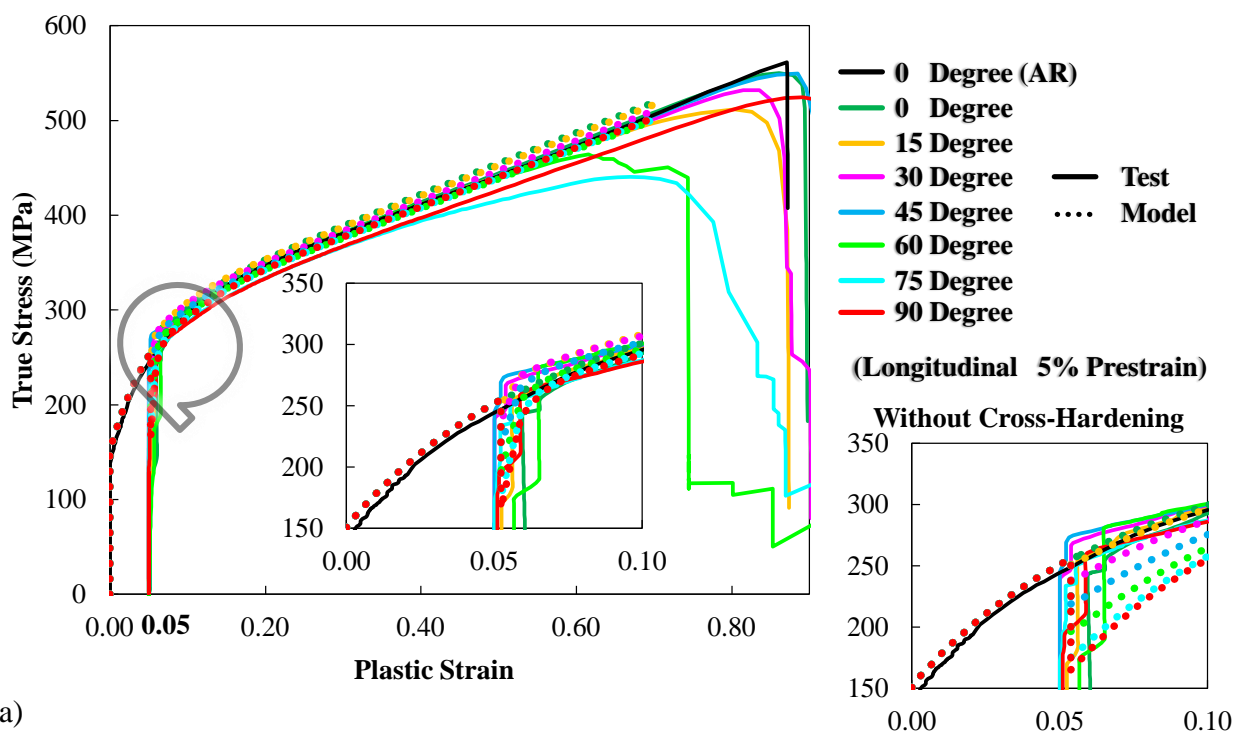 600
500
400
300
200
100
0
True Stress (MPa)
0.00
0.05
0.20
0.40
0.60
0.80
Plastic Strain
350
300
250
200
150
0.00
0.05
0.10
0 Degree (AR)
0 Degree
15 Degree
30 Degree
45 Degree
60 Degree
75 Degree
90 Degree
Test
Model
(Longitudinal 5% Prestrain)
Without Cross-Hardening
350
300
250
200
150
0.00
0.05
0.10
a)